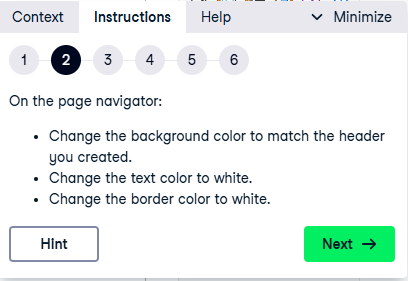 Context Instructions Help Minimize
1 2 3 4 5 6
On the page navigator:
• Change the background color to match the header
you created.
• Change the text color to white.
• Change the border color to white.
Hint Next →